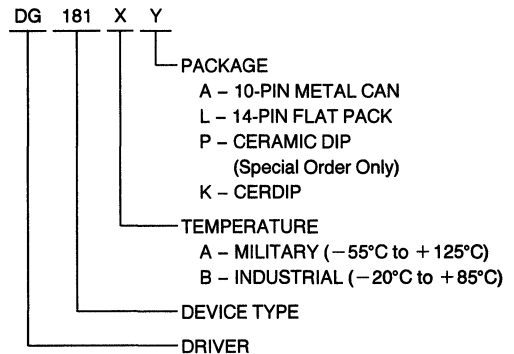 DG 181 X Y
PACKAGE
A – 10-PIN METAL CAN
L – 14-PIN FLAT PACK
P – CERAMIC DIP
(Special Order Only)
K – CERDIP
TEMPERATURE
A – MILITARY (−55°C to +125°C)
B – INDUSTRIAL (−20°C to +85°C)
DEVICE TYPE
DRIVER